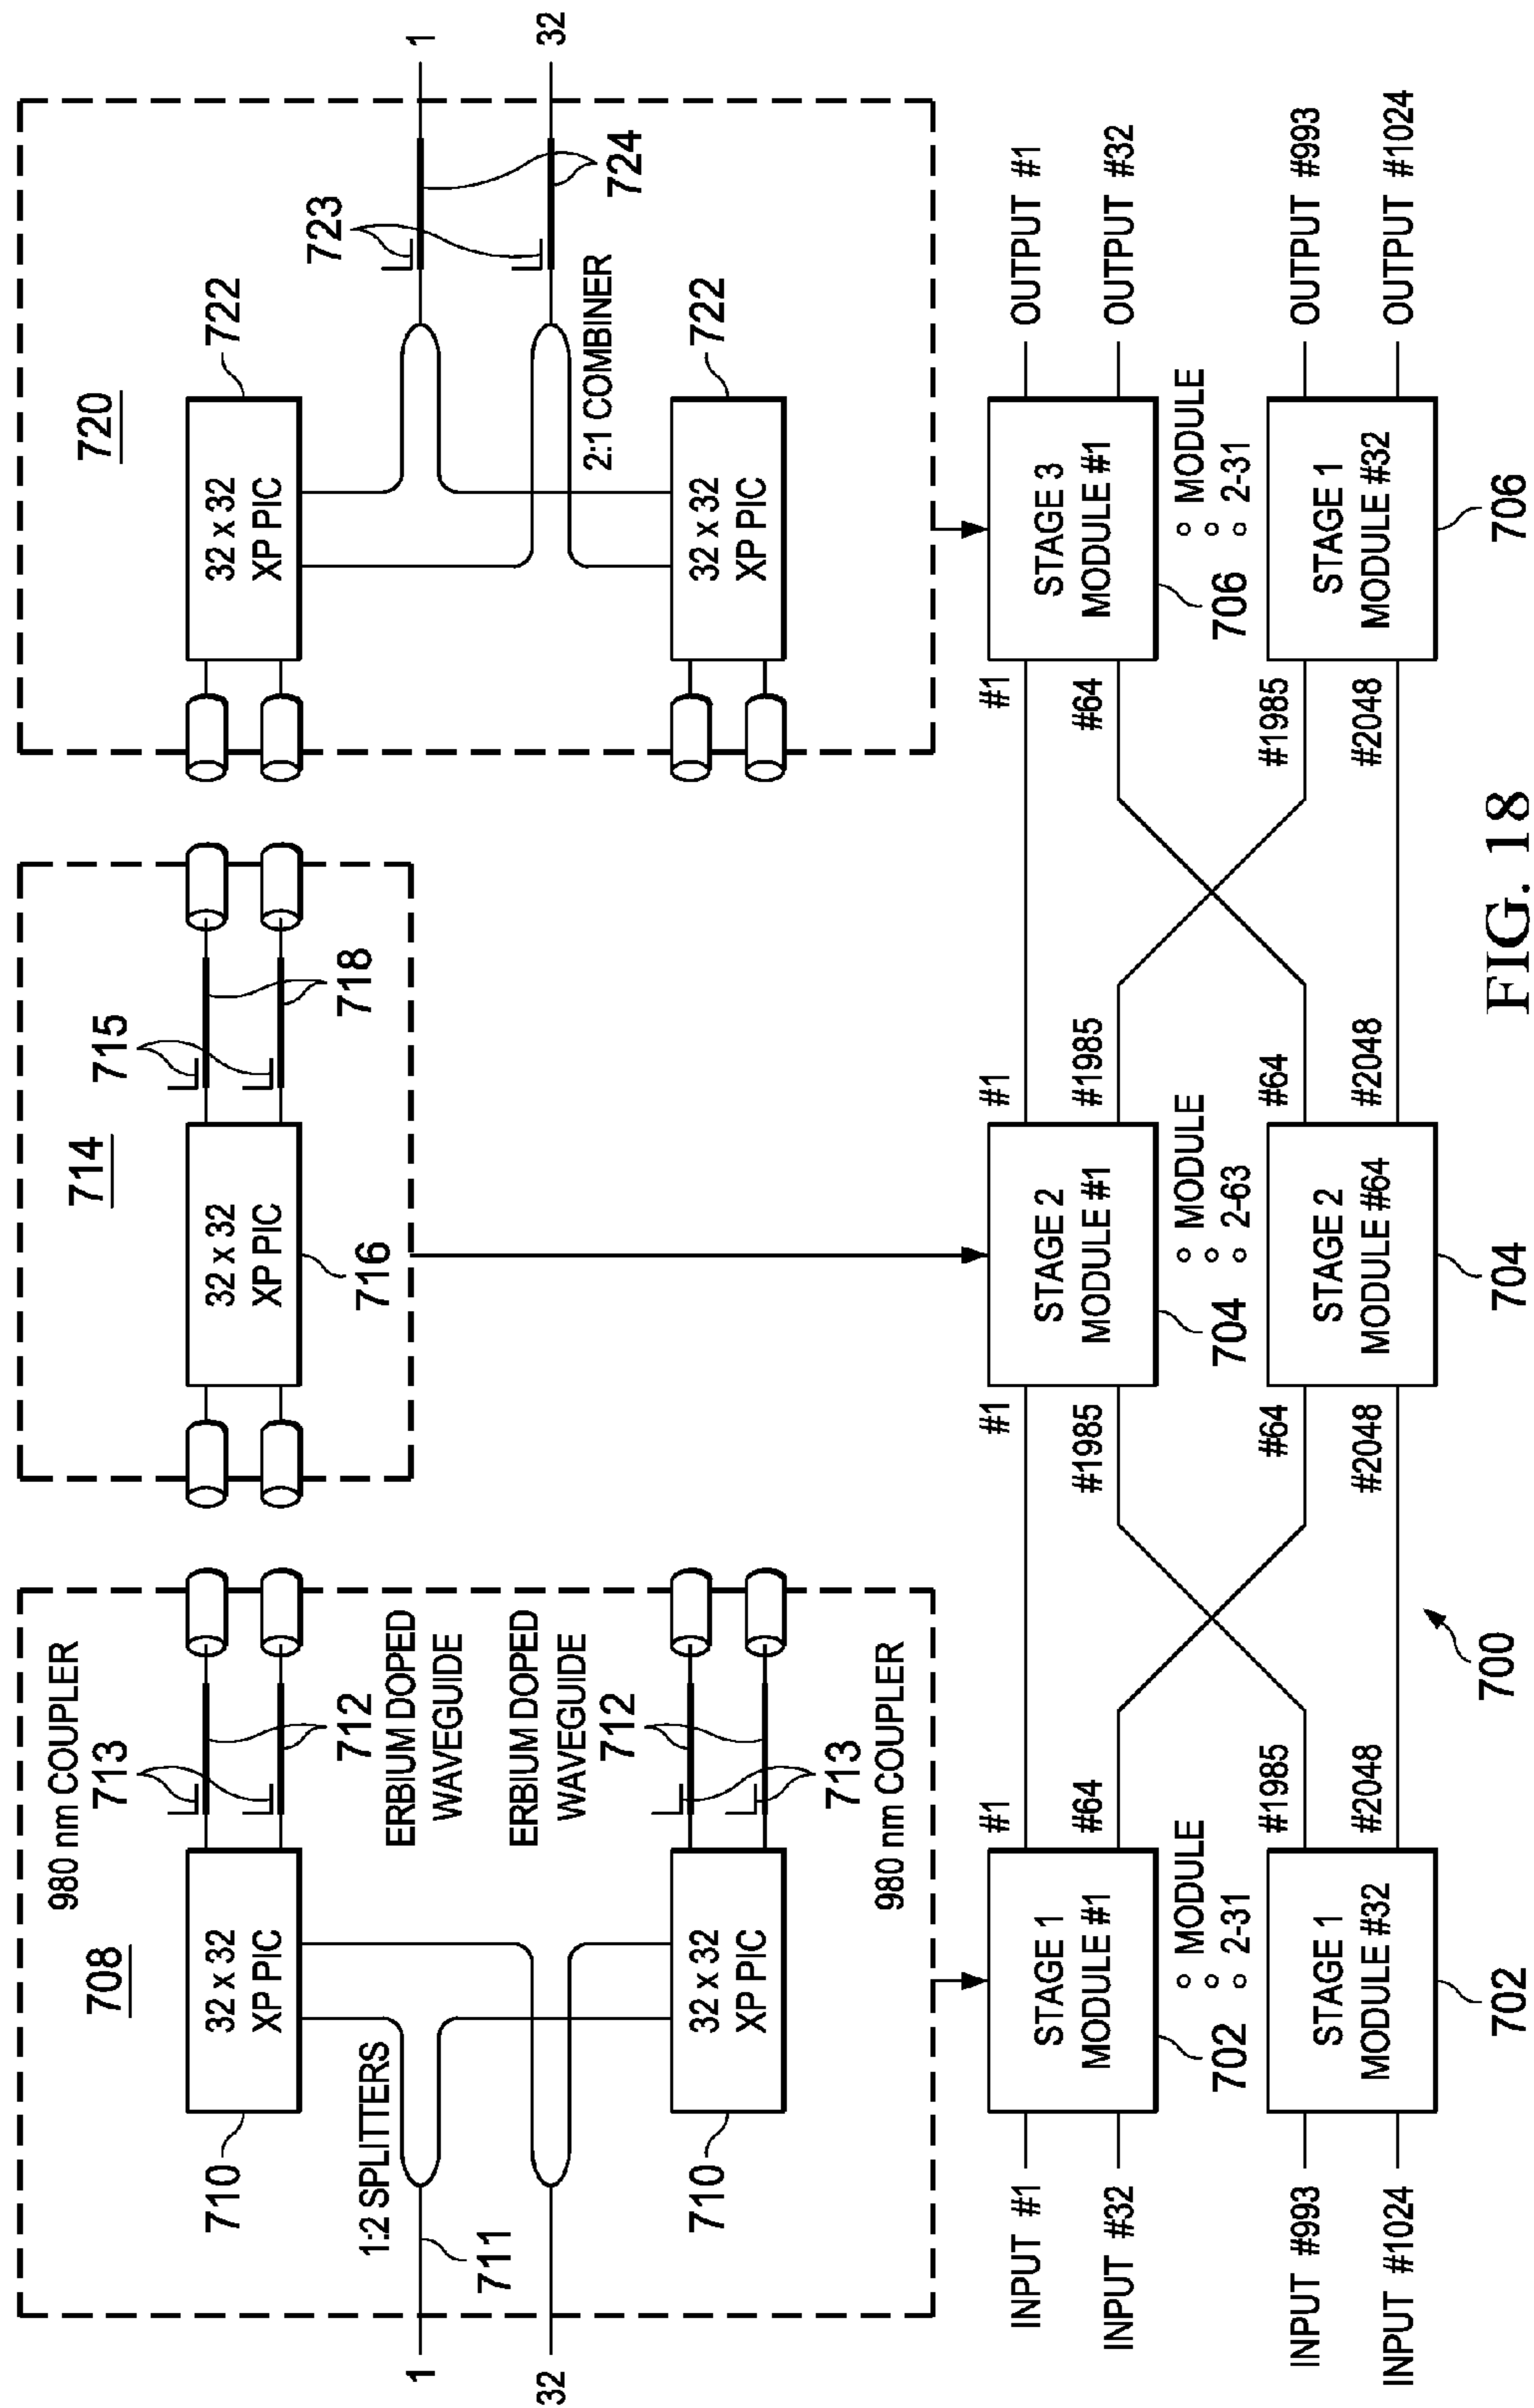 708
714
720
980 nm COUPLER
713
715
723
724
32 x 32
XP PIC
32 x 32
XP PIC
32 x 32
XP PIC
710
716
722
712
718
1:2 SPLITTERS
ERBIUM DOPED
WAVEGUIDE
1
711
1
32
32
ERBIUM DOPED
WAVEGUIDE
2:1 COMBINER
712
722
710
32 x 32
XP PIC
32 x 32
XP PIC
713
980 nm COUPLER
INPUT #1
INPUT #32
STAGE 1
MODULE #1
#1
#64
#1
#1985
STAGE 2
MODULE #1
#1
#1985
#1
#64
STAGE 3
MODULE #1
OUTPUT #1
OUTPUT #32
702
MODULE
2-31
704
MODULE
2-63
706
MODULE
2-31
INPUT #993
INPUT #1024
STAGE 1
MODULE #32
#1985
#2048
#64
#2048
STAGE 2
MODULE #64
#64
#2048
#1985
#2048
STAGE 1
MODULE #32
OUTPUT #993
OUTPUT #1024
702
700
704
706
FIG. 18